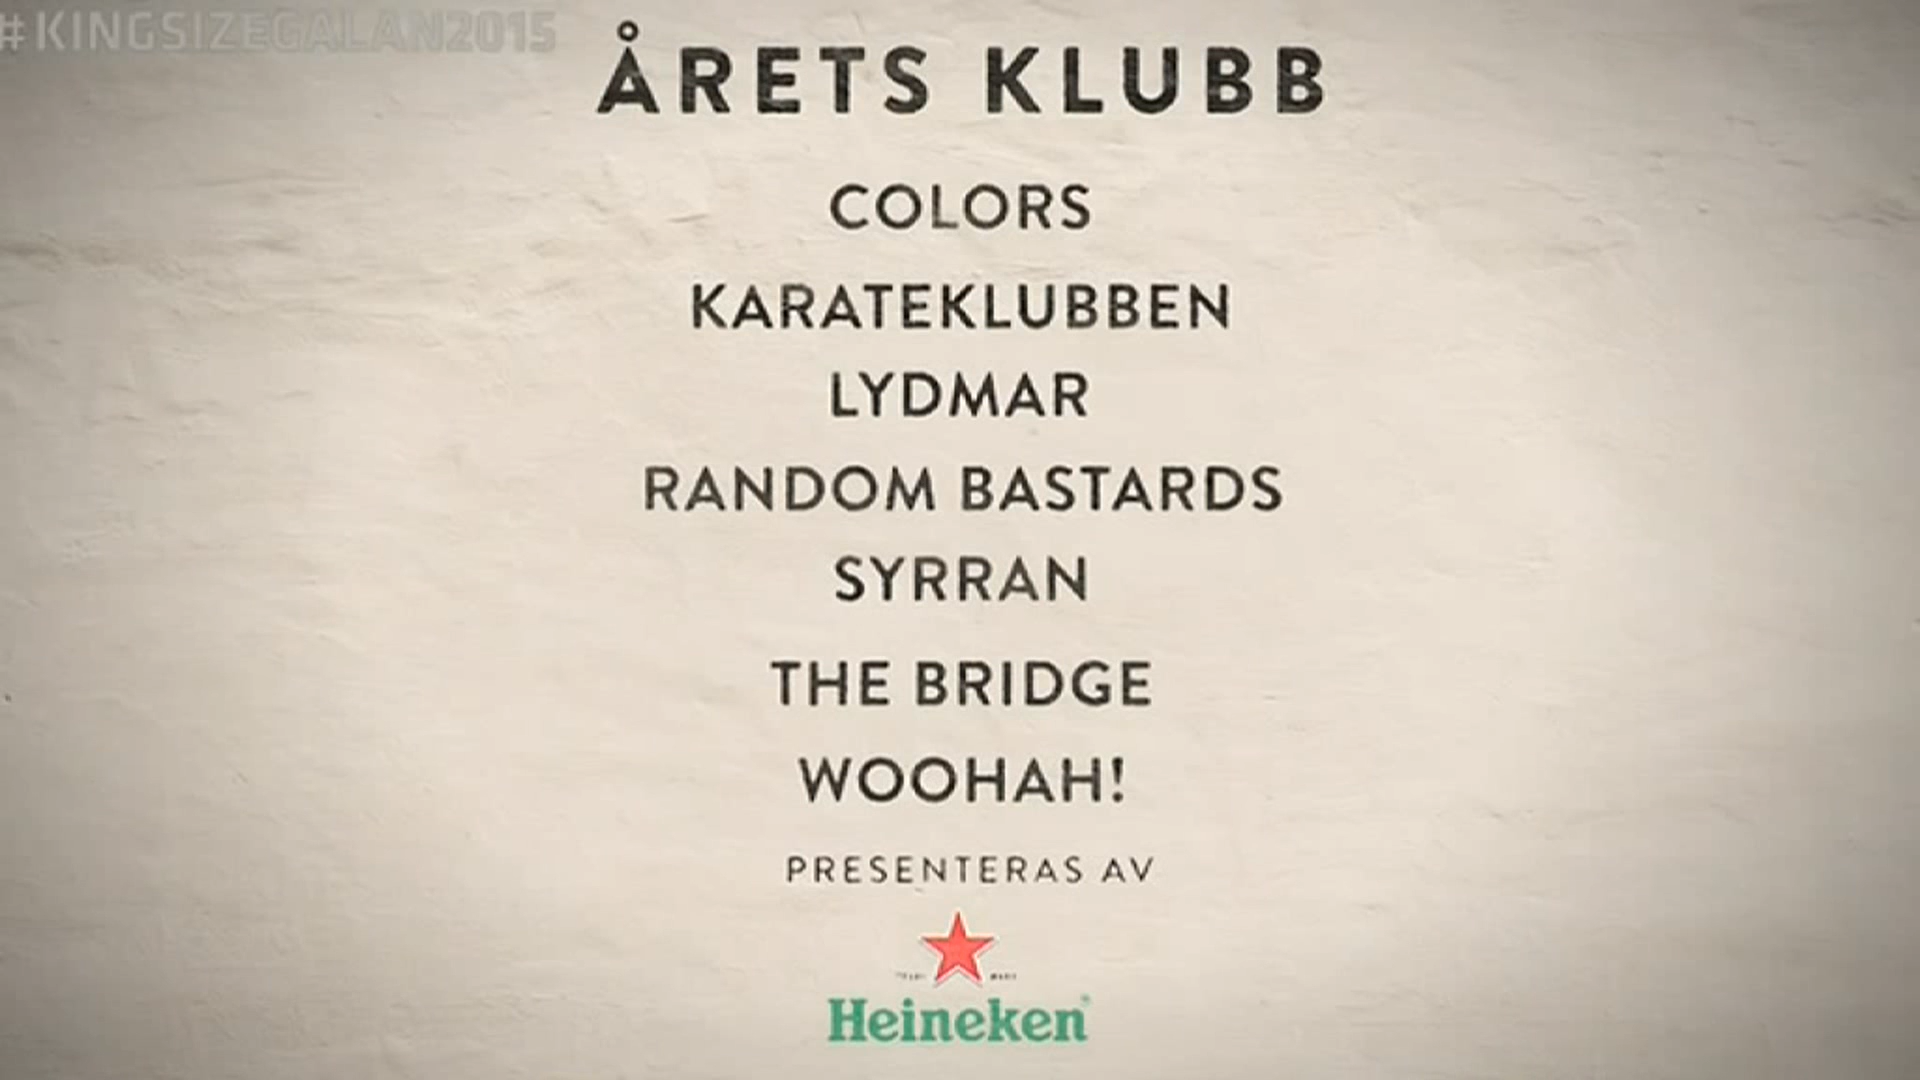 #KINGSIZEGALAN2015
ÅRETS KLUBB
COLORS
KARATEKLUBBEN
LYDMAR
RANDOM BASTARDS
SYRRAN
THE BRIDGE
WOOHAH!
PRESENTERAS AV
Heineken